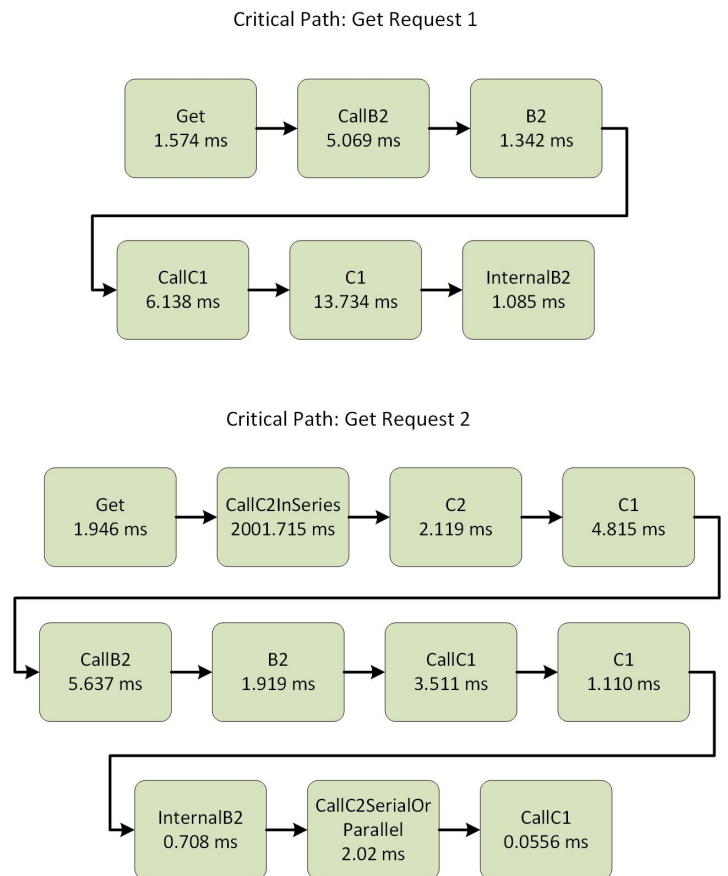 Critical Path: Get Request 1
Get
1.574 ms
CallB2
5.069 ms
B2
1.342 ms
CallC1
6.138 ms
C1
13.734 ms
InternalB2
1.085 ms
Critical Path: Get Request 2
Get
1.946 ms
CallC2InSeries
2001.715 ms
C2
2.119 ms
C1
4.815 ms
CallB2
5.637 ms
B2
1.919 ms
CallC1
3.511 ms
C1
1.110 ms
InternalB2
0.708 ms
CallC2SerialOr
Parallel
2.02 ms
CallC1
0.0556 ms